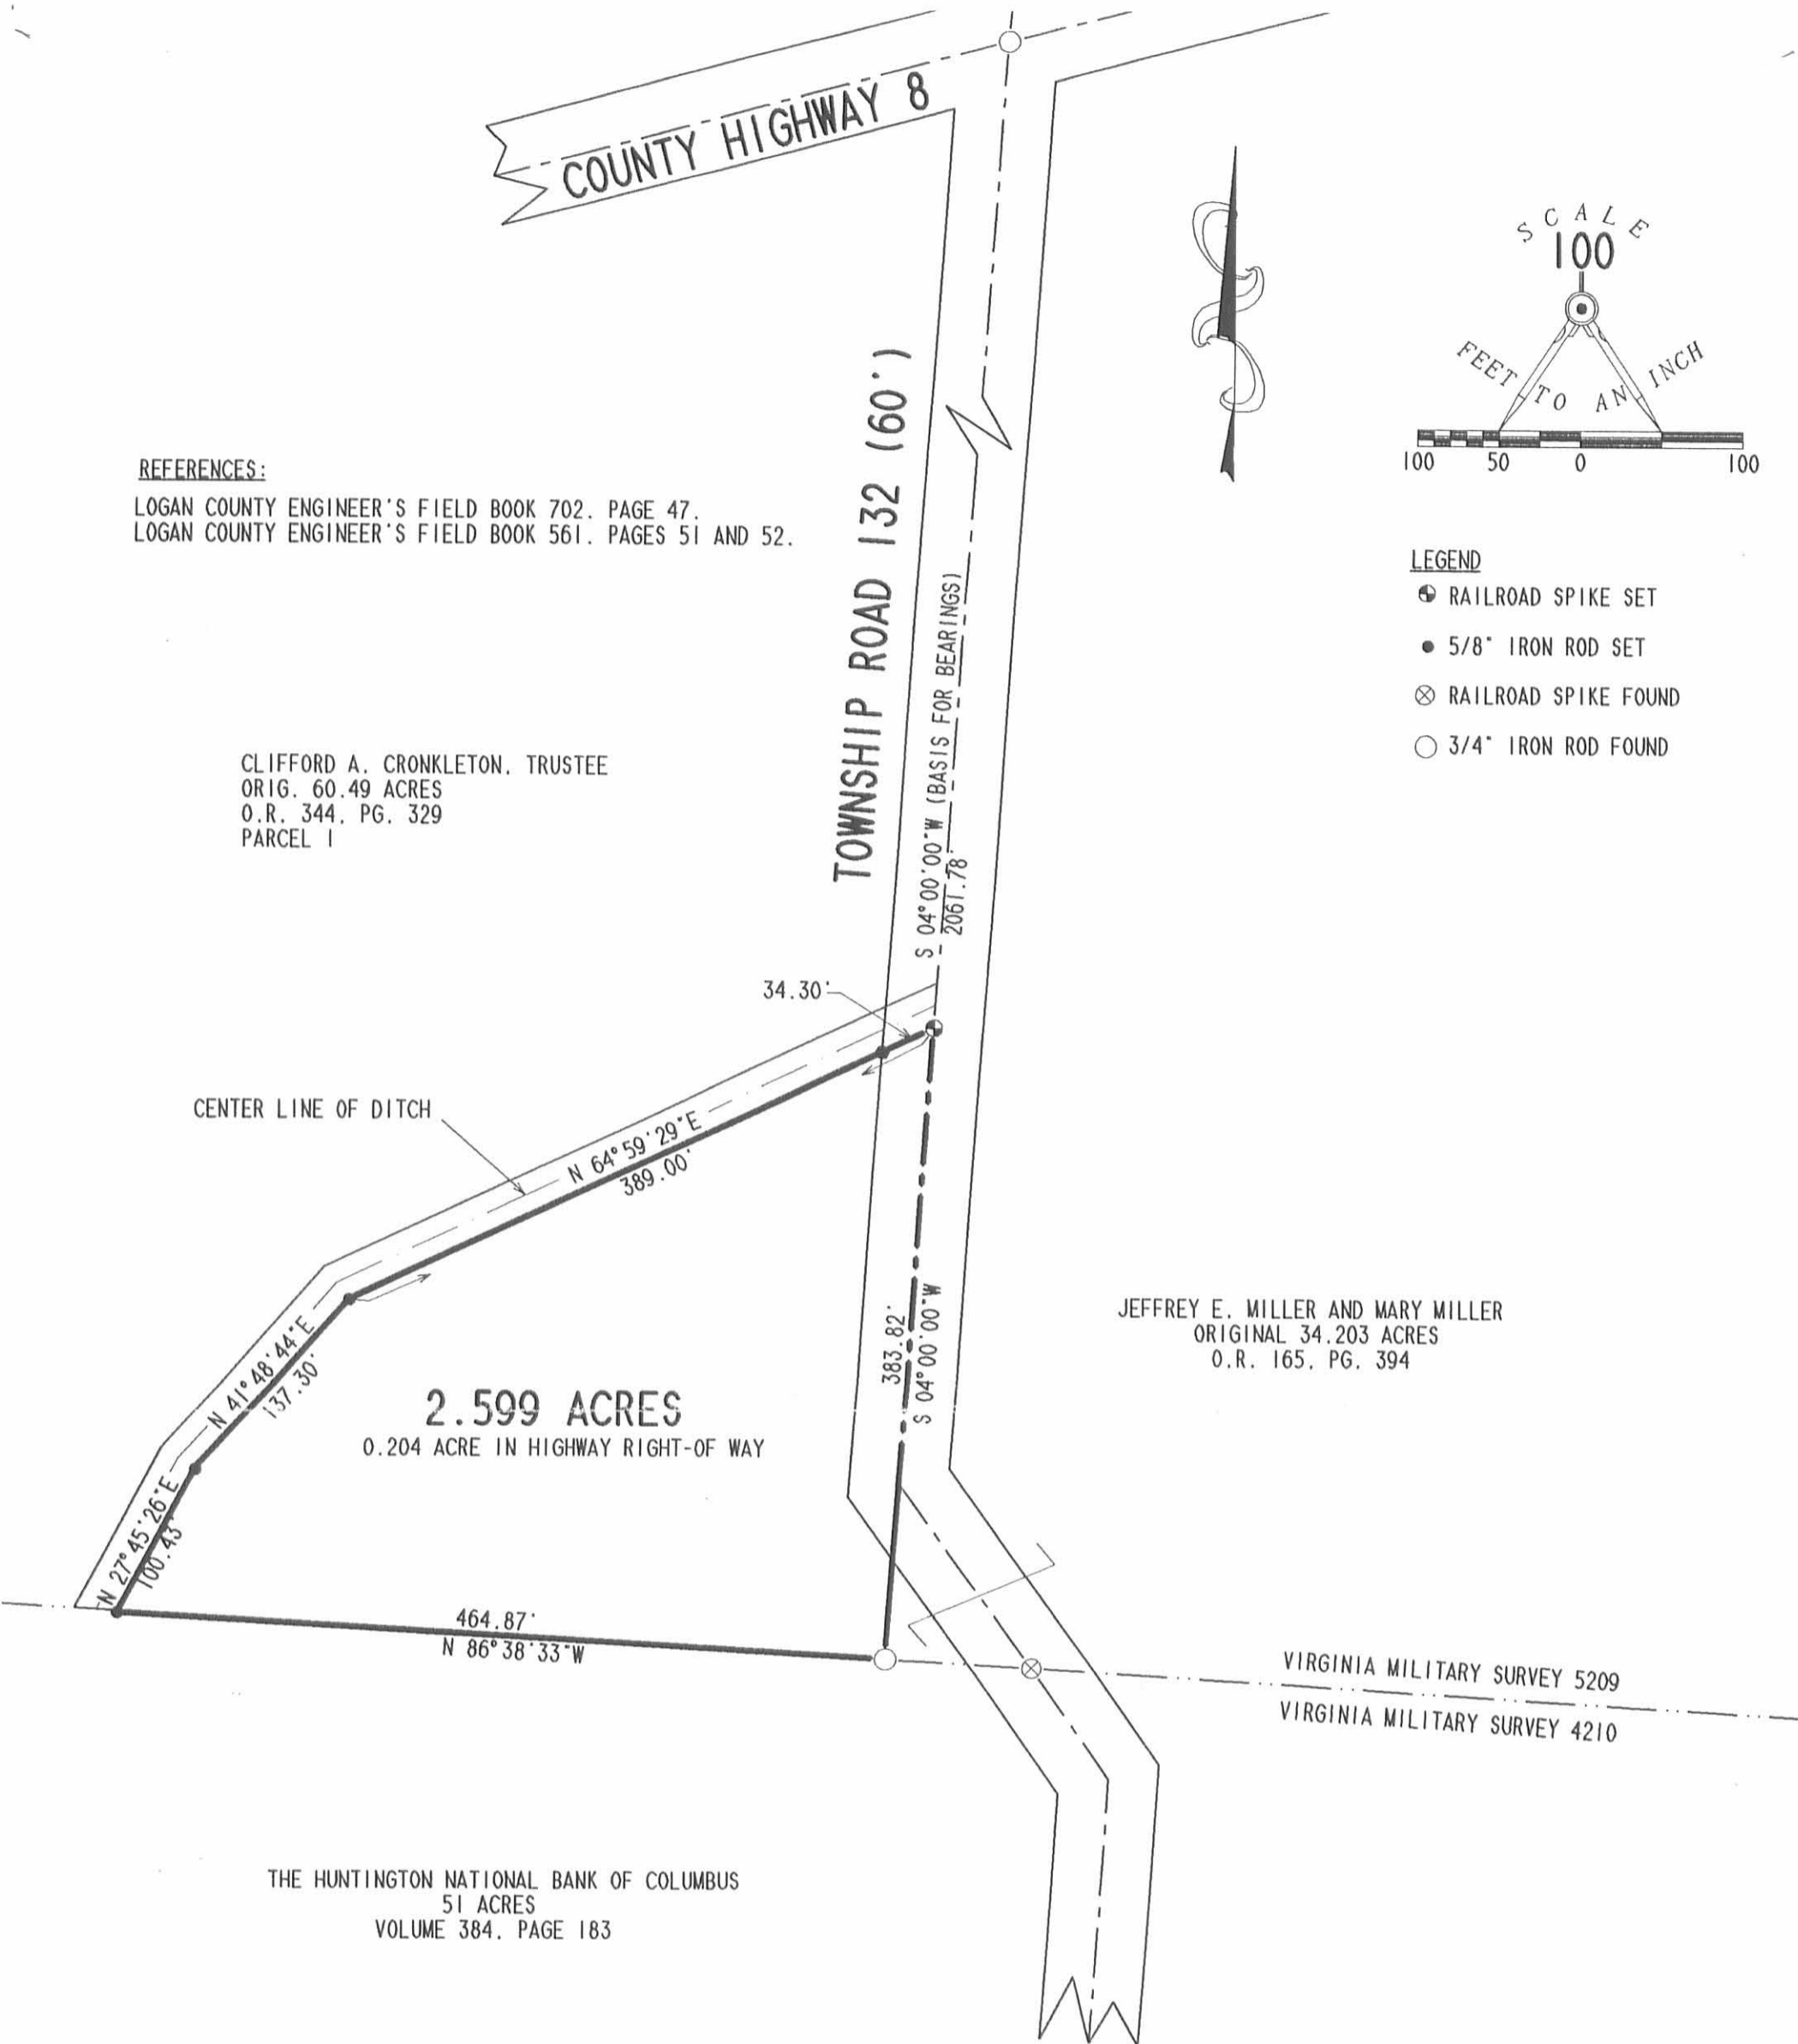 COUNTY HIGHWAY 8
SCALE
100
FEET TO AN INCH
100 50 0 100
TOWNSHIP ROAD 132 (60')
REFERENCES:
LOGAN COUNTY ENGINEER'S FIELD BOOK 702. PAGE 47.
LOGAN COUNTY ENGINEER'S FIELD BOOK 561. PAGES 51 AND 52.
LEGEND
RAILROAD SPIKE SET
5/8" IRON ROD SET
RAILROAD SPIKE FOUND
3/4" IRON ROD FOUND
S 04°00'00"W (BASIS FOR BEARINGS)
2061.78'
CLIFFORD A. CRONKLETON. TRUSTEE
ORIG. 60.49 ACRES
O.R. 344. PG. 329
PARCEL 1
34.30'
CENTER LINE OF DITCH
N 64°59'29"E
389.00'
N 41°48'44"E
137.30'
383.82'
S 04°00'00"W
JEFFREY E. MILLER AND MARY MILLER
ORIGINAL 34.203 ACRES
O.R. 165. PG. 394
2.599 ACRES
0.204 ACRE IN HIGHWAY RIGHT-OF WAY
N 27°45'26"E
100.43'
464.87'
N 86°38'33"W
VIRGINIA MILITARY SURVEY 5209
VIRGINIA MILITARY SURVEY 4210
THE HUNTINGTON NATIONAL BANK OF COLUMBUS
51 ACRES
VOLUME 384. PAGE 183